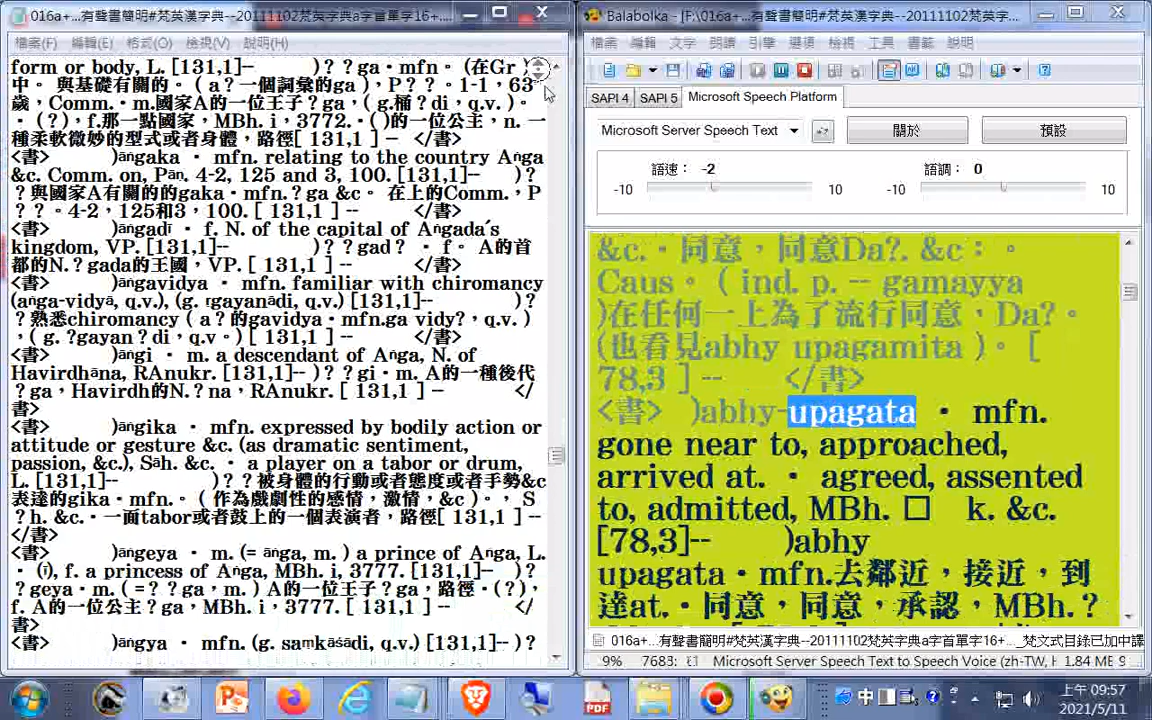 016a+...有聲書簡明#梵英漢字典--20111102梵英字典a字首單字16+...
檔案(F) 編輯(E) 格式(O) 檢視(V) 說明(H)
form or body, L. [131,1]-- )? ?ga‧mfn。 (在Gr )
中。 與基礎有關的。 ( a?一個詞彙的ga )，P? ?。1-1，63
歲，Comm.‧m.國家A的一位王子?ga，( g.桶?di，q.v.)。
‧ (?)，f.那一點國家，MBh. i，3772.‧( )的一位公主，n. 一
種柔軟微妙的型式或者身體，路徑[ 131,1 ] -- </書>
<書> )āṅgaka ‧ mfn. relating to the country Aṅga
&c. Comm. on, Pāṇ. 4-2, 125 and 3, 100. [131,1]-- )?
?與國家A有關的的gaka‧mfn.?ga &c。 在上的Comm.，P
? ?。4-2，125和3，100. [ 131,1 ] -- </書>
<書> )āṅgadī ‧ f. N. of the capital of Aṅgada's
kingdom, VP. [131,1]-- )? ?gad?‧f。 A的首
都的N.?gada的王國，VP. [ 131,1 ] -- </書>
<書> )āṅgavidya ‧ mfn. familiar with chiromancy
(aṅga-vidyā, q.v.), (g. ṛgayanādi, q.v.) [131,1]-- )?
?熟悉chiromancy ( a?的gavidya‧mfn.ga vidy?，q.v.)
，( g. ?gayan?di，q.v。) [ 131,1 ] -- </書>
<書> )āṅgi ‧ m. a descendant of Aṅga, N. of
Havirdhāna, RAnukr. [131,1]-- )? ?gi‧m. A的一種後代
?ga，Havirdh的N.?na，RAnukr. [ 131,1 ] -- </
書>
<書> )āṅgika ‧ mfn. expressed by bodily action or
attitude or gesture &c. (as dramatic sentiment,
passion, &c.), Sāh. &c. ‧ a player on a tabor or drum,
L. [131,1]-- )? ?被身體的行動或者態度或者手勢&c
表達的gika‧mfn.。 ( 作為戲劇性的感情，激情，&c )。，S
?h. &c.‧一面tabor或者鼓上的一個表演者，路徑[ 131,1 ] --
</書>
<書> )āṅgeya ‧ m. (= āṅga, m. ) a prince of Aṅga, L.
‧ (ī), f. a princess of Aṅga, MBh. i, 3777. [131,1]-- )?
?geya‧m. ( =? ?ga，m. ) A的一位王子?ga，路徑‧(?)，
f. A的一位公主?ga，MBh. i，3777. [ 131,1 ] -- </
書>
<書> )āṅgya ‧ mfn. (g. saṃkāśādi, q.v.) [131,1]-- )?
Balabolka - [F:\016a+...有聲書簡明#梵英漢字典--20111102梵英字...
檔案 編輯 文字 朗讀 引擎 選項 檢視 工具 書籤 說明
SAPI 4 SAPI 5 Microsoft Speech Platform
Microsoft Server Speech Text 關於 預設
語速： -2 語調： 0
-10 10 -10 10
&c.‧同意，同意Da?. &c：。
Caus。 ( ind. p. -- gamayya
)在任何一上為了流行同意，Da?。
(也看見abhy upagamita )。 [
78,3 ] -- </書>
<書> )abhy-upagata ‧ mfn.
gone near to, approached,
arrived at. ‧ agreed, assented
to, admitted, MBh. □ k. &c.
[78,3]-- )abhy
upagata‧mfn.去鄰近，接近，到
達at.‧同意，同意，承認，MBh.?
016a+...有聲書簡明#梵英漢字典--20111102梵英字典a字首單字16+..._梵文式目錄已加中譯
9% 7683: Microsoft Server Speech Text to Speech Voice (zh-TW, H 1.84 MB 9
PDF
中
上午 09:57
2021/5/11